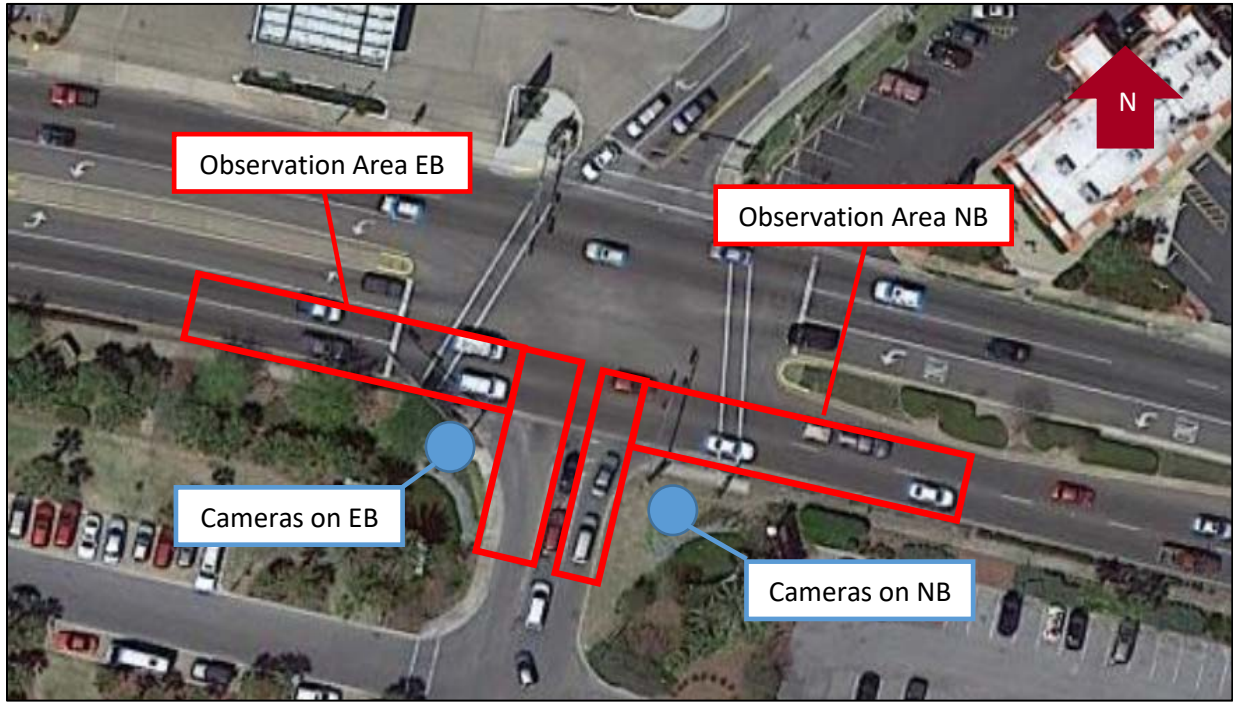 N
Observation Area EB
Observation Area NB
Cameras on EB
Cameras on NB